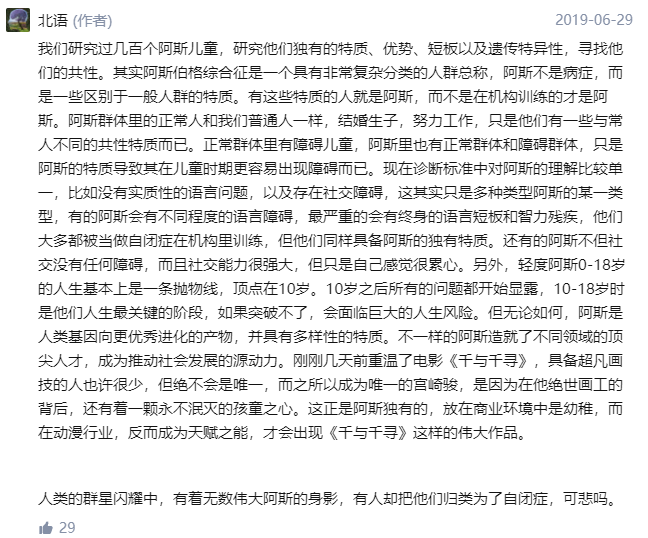 北语 (作者)
2019-06-29
我们研究过几百个阿斯儿童，研究他们独有的特质、优势、短板以及遗传特异性，寻找他
们的共性。其实阿斯伯格综合征是一个具有非常复杂分类的人群总称，阿斯不是病症，而
是一些区别于一般人群的特质。有这些特质的人就是阿斯，而不是在机构训练的才是阿
斯。阿斯群体里的正常人和我们普通人一样，结婚生子，努力工作，只是他们有一些与常
人不同的共性特质而已。正常群体里有障碍儿童，阿斯里也有正常群体和障碍群体，只是
阿斯的特质导致其在儿童时期更容易出现障碍而已。现在诊断标准中对阿斯的理解比较单
一，比如没有实质性的语言问题，以及存在社交障碍，这其实只是多种类型阿斯的某一类
型，有的阿斯会有不同程度的语言障碍，最严重的会有终身的语言短板和智力残疾，他们
大多都被当做自闭症在机构里训练，但他们同样具备阿斯的独有特质。还有的阿斯不但社
交没有任何障碍，而且社交能力很强大，但只是自己感觉很累心。另外，轻度阿斯0-18岁
的人生基本上是一条抛物线，顶点在10岁。10岁之后所有的问题都开始显露，10-18岁时
是他们人生最关键的阶段，如果突破不了，会面临巨大的人生风险。但无论如何，阿斯是
人类基因向更优秀进化的产物，并具有多样性的特质。不一样的阿斯造就了不同领域的顶
尖人才，成为推动社会发展的源动力。刚刚几天前重温了电影《千与千寻》，具备超凡画
技的人也许很少，但绝不会是唯一，而之所以成为唯一的宫崎骏，是因为在他绝世画工的
背后，还有着一颗永不泯灭的孩童之心。这正是阿斯独有的，放在商业环境中是幼稚，而
在动漫行业，反而成为天赋之能，才会出现《千与千寻》这样的伟大作品。
人类的群星闪耀中，有着无数伟大阿斯的身影，有人却把他们归类为了自闭症，可悲吗。
29